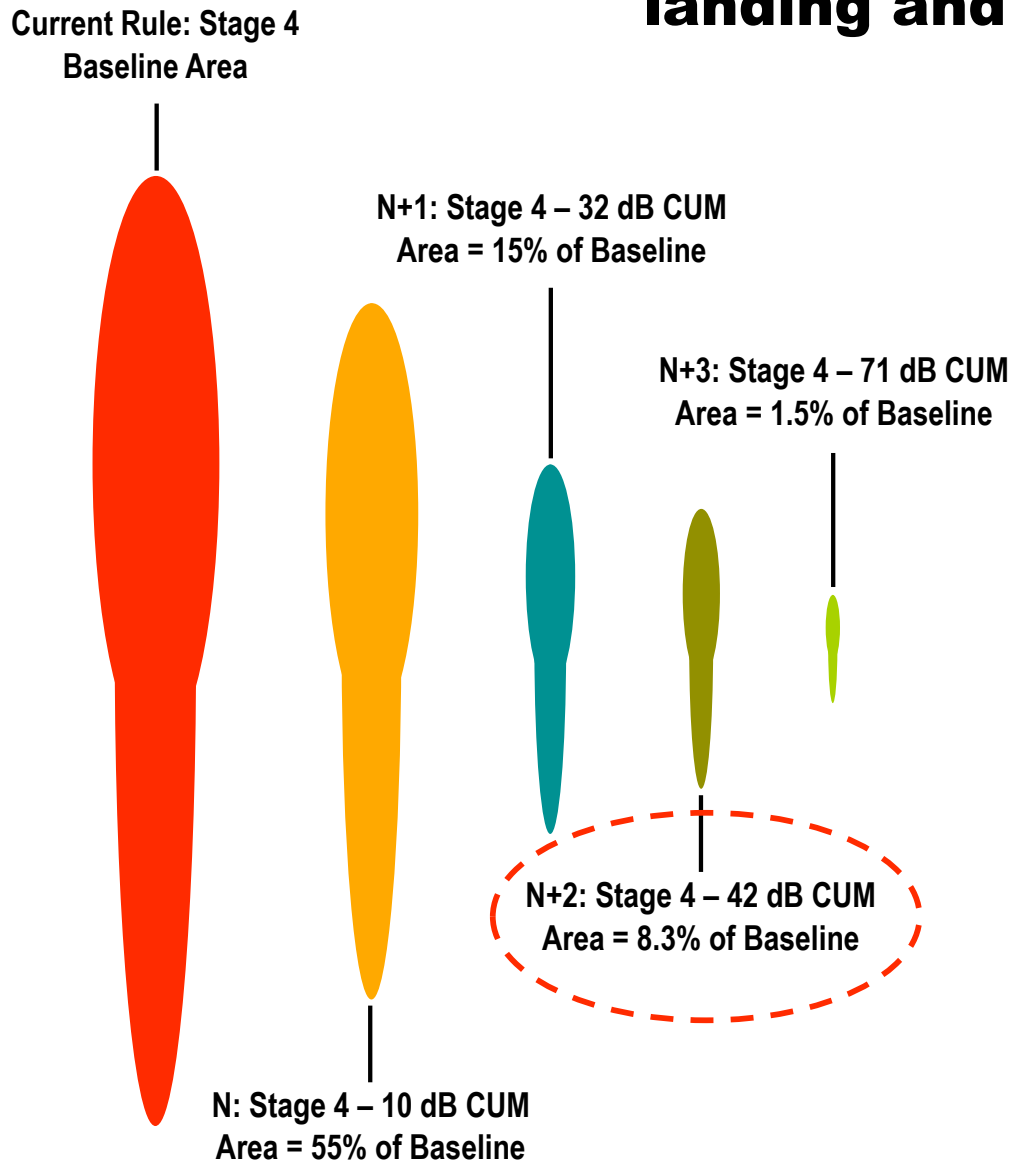 landing and
Current Rule: Stage 4
Baseline Area
N+1: Stage 4 – 32 dB CUM
Area = 15% of Baseline
N+3: Stage 4 – 71 dB CUM
Area = 1.5% of Baseline
N+2: Stage 4 – 42 dB CUM
Area = 8.3% of Baseline
N: Stage 4 – 10 dB CUM
Area = 55% of Baseline